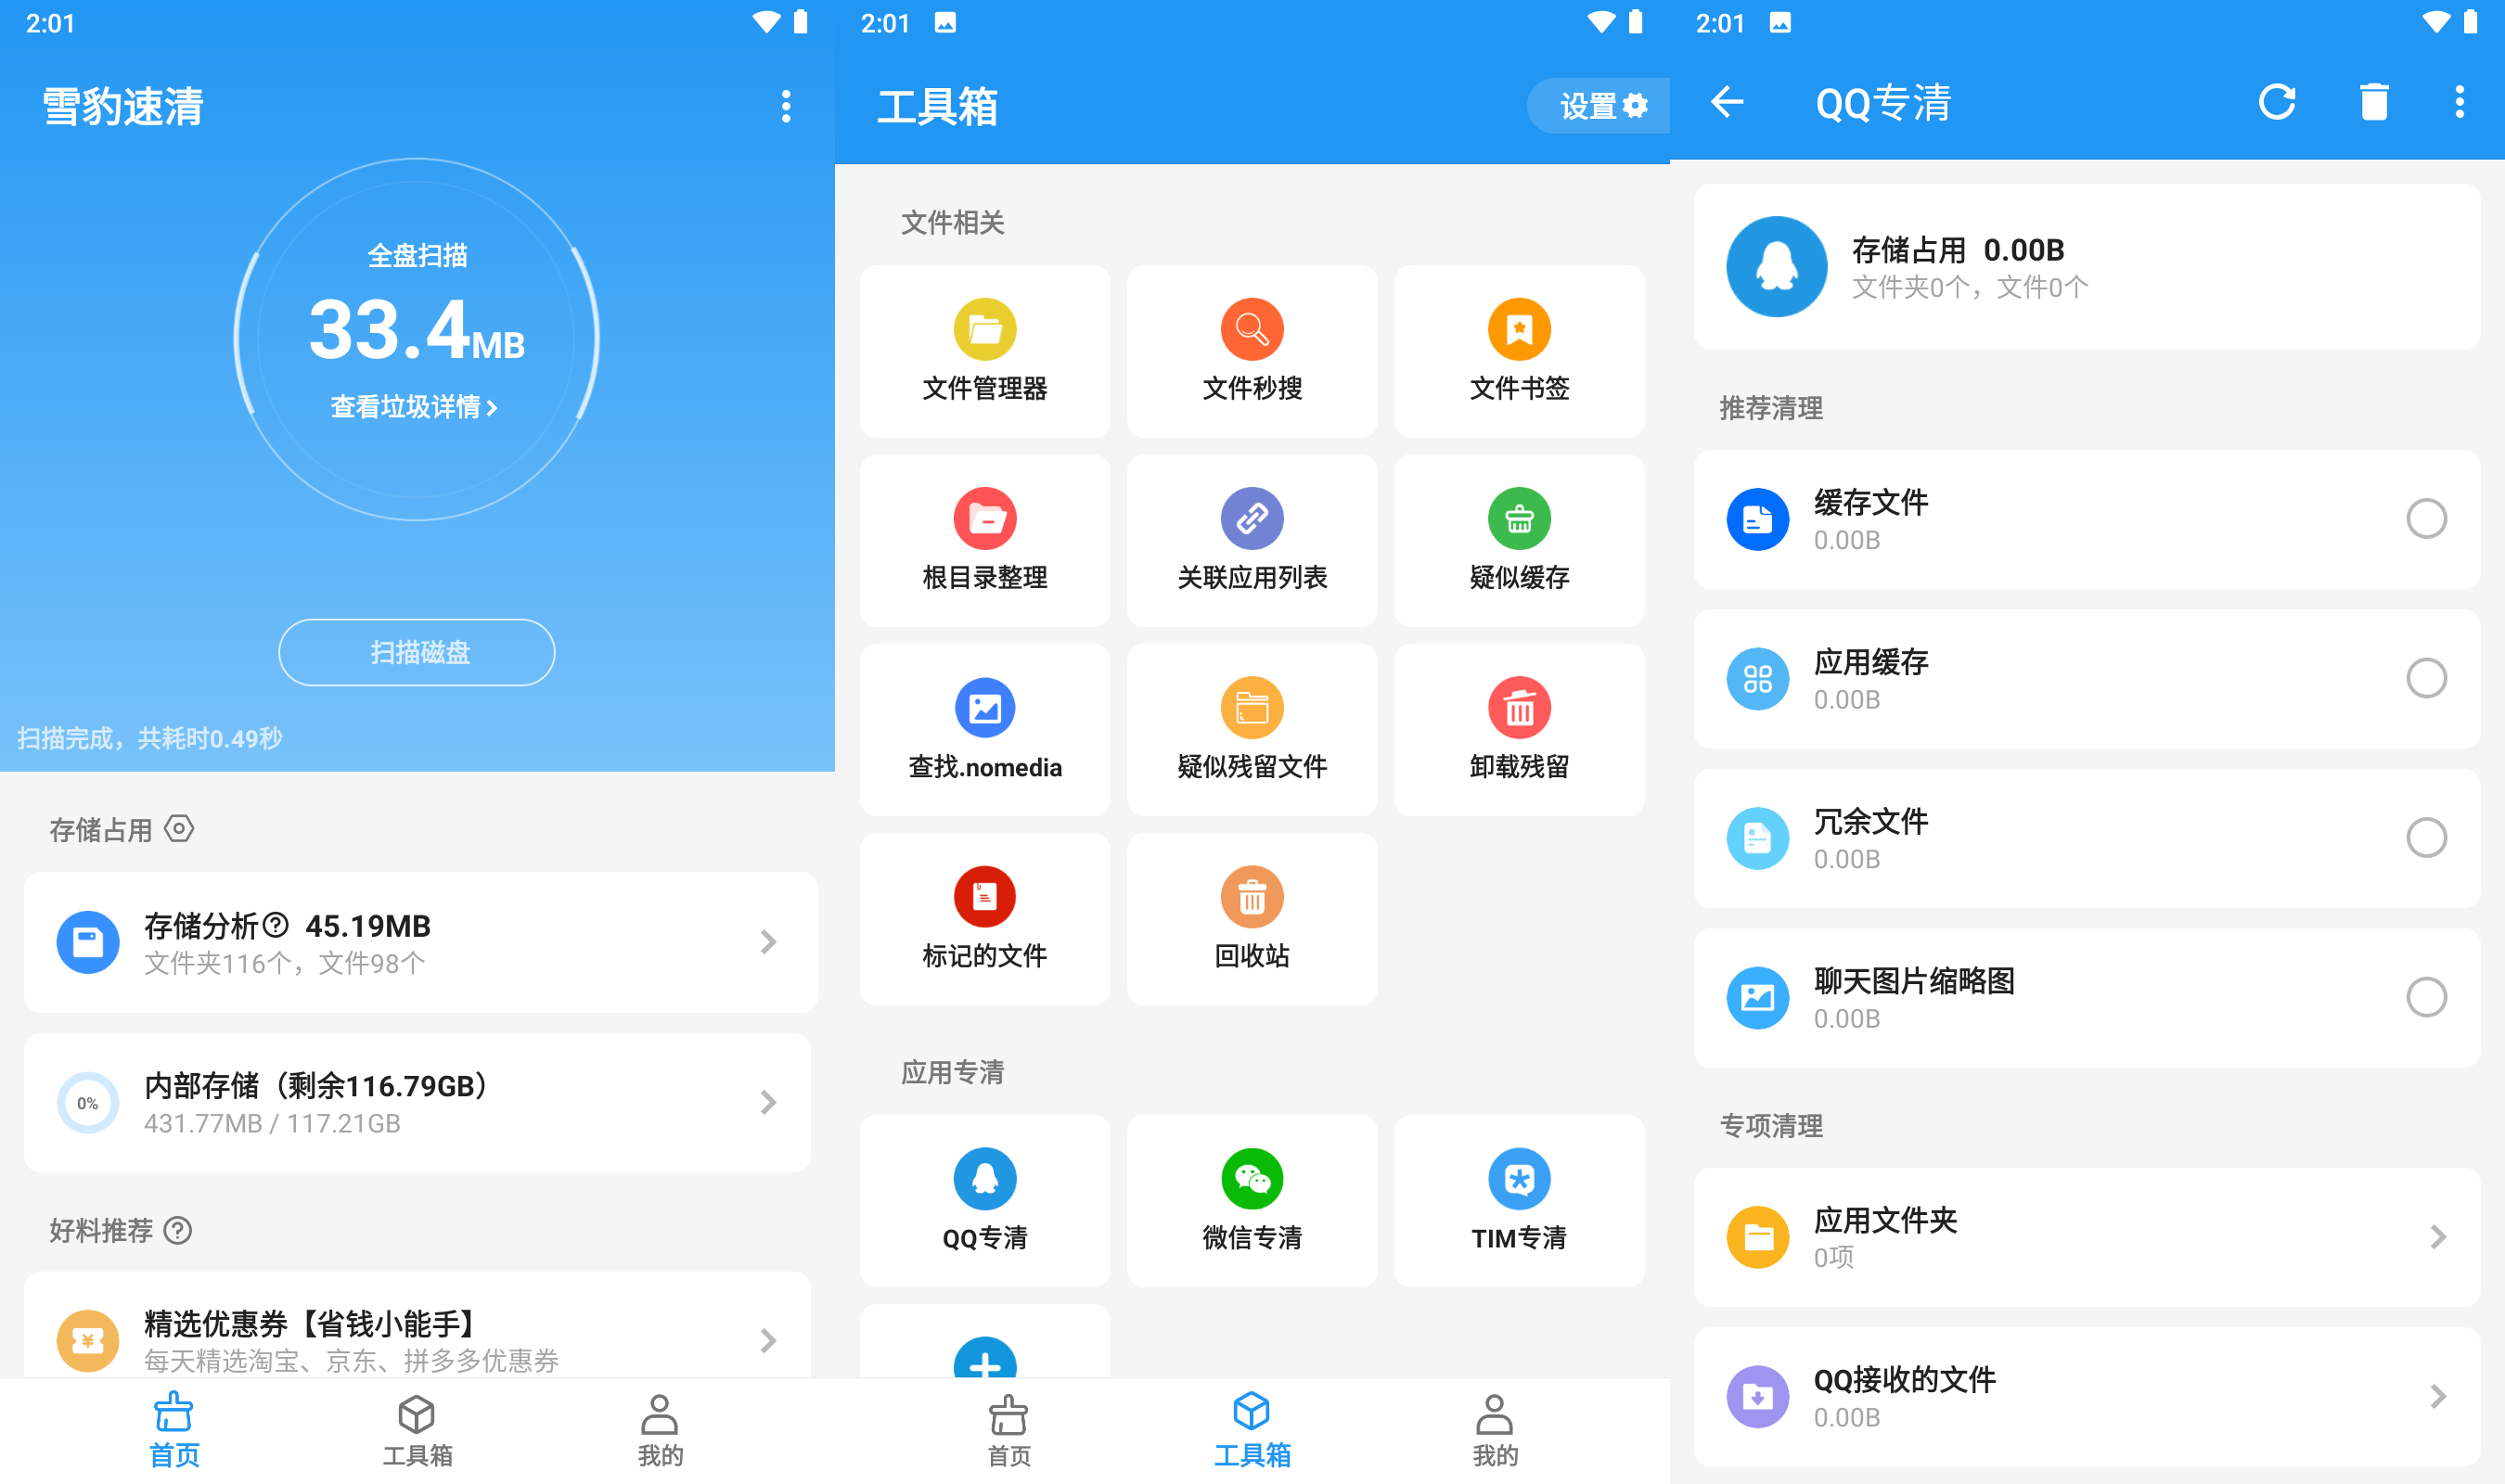 2:01
雪豹速清
全盘扫描
33.4MB
查看垃圾详情
扫描磁盘
扫描完成，共耗时0.49秒
存储占用
存储分析 45.19MB
文件夹116个，文件98个
0%
内部存储（剩余116.79GB）
431.77MB / 117.21GB
好料推荐
精选优惠券【省钱小能手】
每天精选淘宝、京东、拼多多优惠券
首页
工具箱
我的
2:01
工具箱
设置
文件相关
文件管理器
文件秒搜
文件书签
根目录整理
关联应用列表
疑似缓存
查找.nomedia
疑似残留文件
卸载残留
标记的文件
回收站
应用专清
QQ专清
微信专清
TIM专清
首页
工具箱
我的
2:01
QQ专清
存储占用 0.00B
文件夹0个，文件0个
推荐清理
缓存文件
0.00B
应用缓存
0.00B
冗余文件
0.00B
聊天图片缩略图
0.00B
专项清理
应用文件夹
0项
QQ接收的文件
0.00B